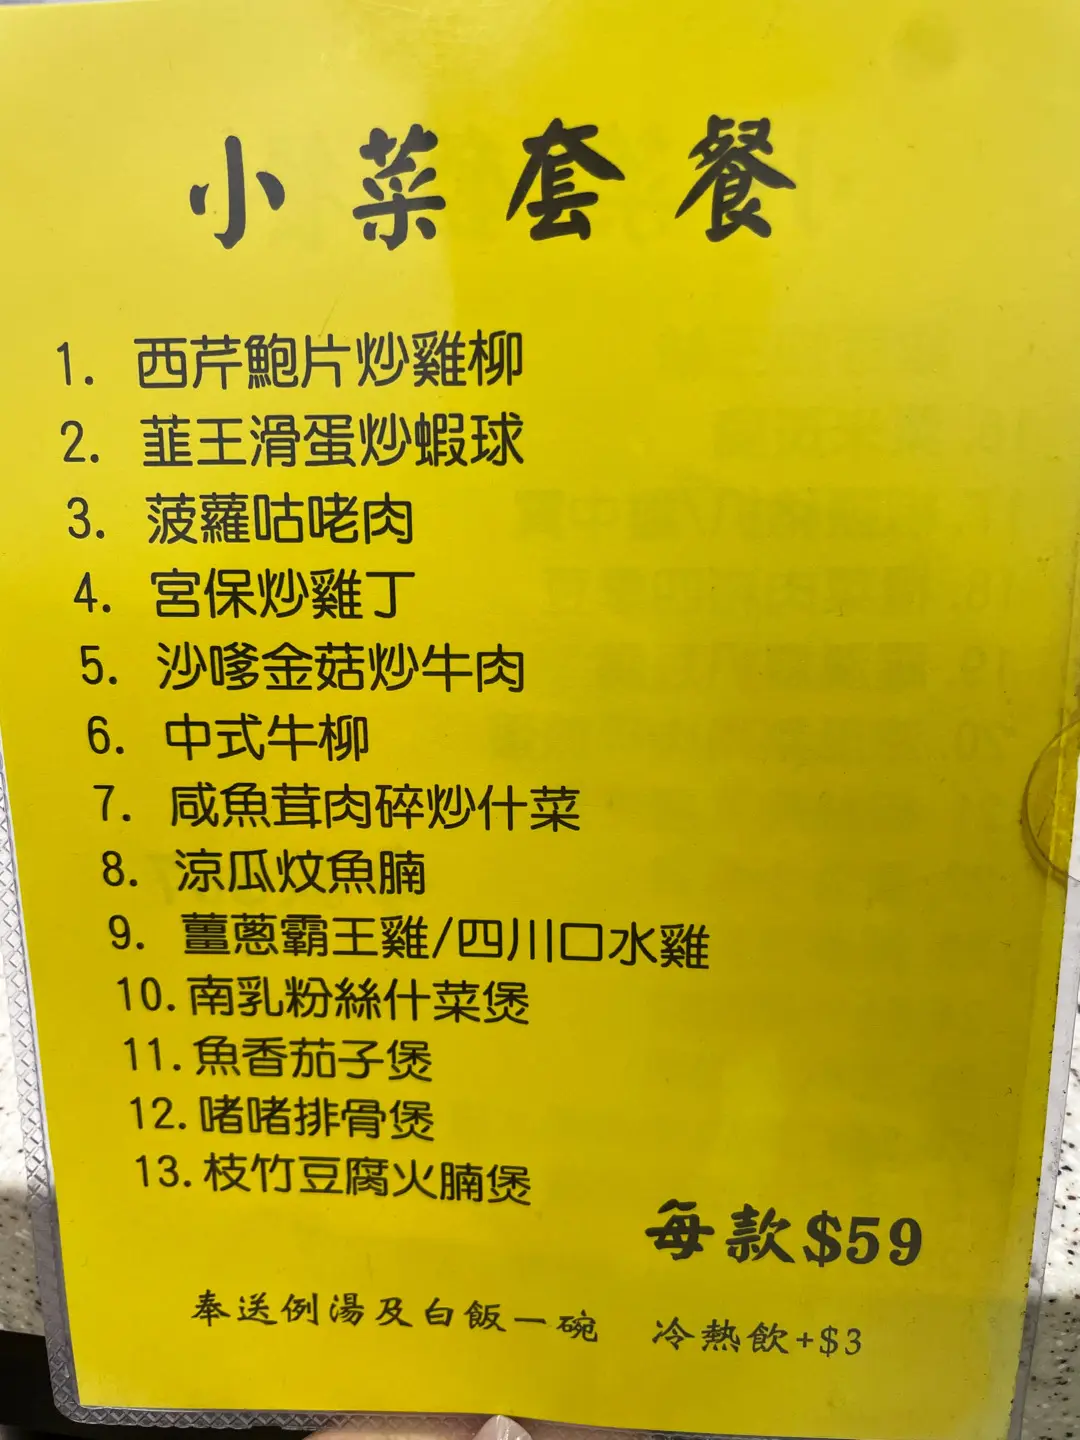 小菜套餐
1. 西芹鮑片炒雞柳
2. 韮王滑蛋炒蝦球
3. 菠蘿咕咾肉
4. 宮保炒雞丁
5. 沙嗲金菇炒牛肉
6. 中式牛柳
7. 咸魚茸肉碎炒什菜
8. 涼瓜炆魚腩
9. 薑蔥霸王雞/四川口水雞
10. 南乳粉絲什菜煲
11. 魚香茄子煲
12. 啫啫排骨煲
13. 枝竹豆腐火腩煲
每款$59
奉送例湯及白飯一碗 冷熱飲+$3